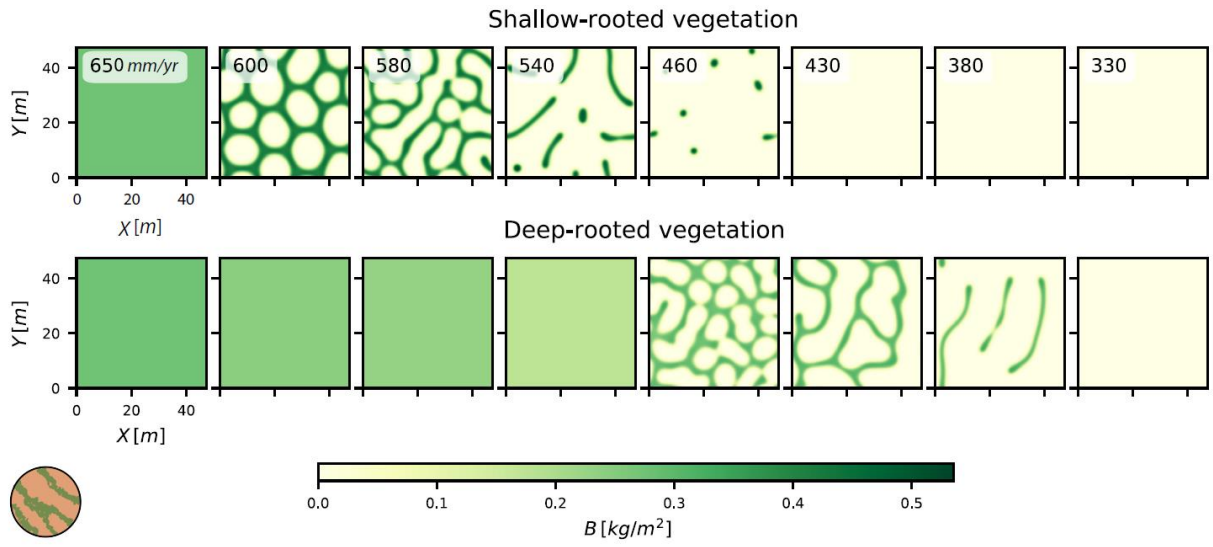 Shallow-rooted vegetation
650 mm/yr 600 580 540 460 430 380 330
Y [m]
40
20
0
0 20 40
X [m]
Deep-rooted vegetation
Y [m]
40
20
0
0 20 40
X [m]
0.0 0.1 0.2 0.3 0.4 0.5
B [kg/m²]